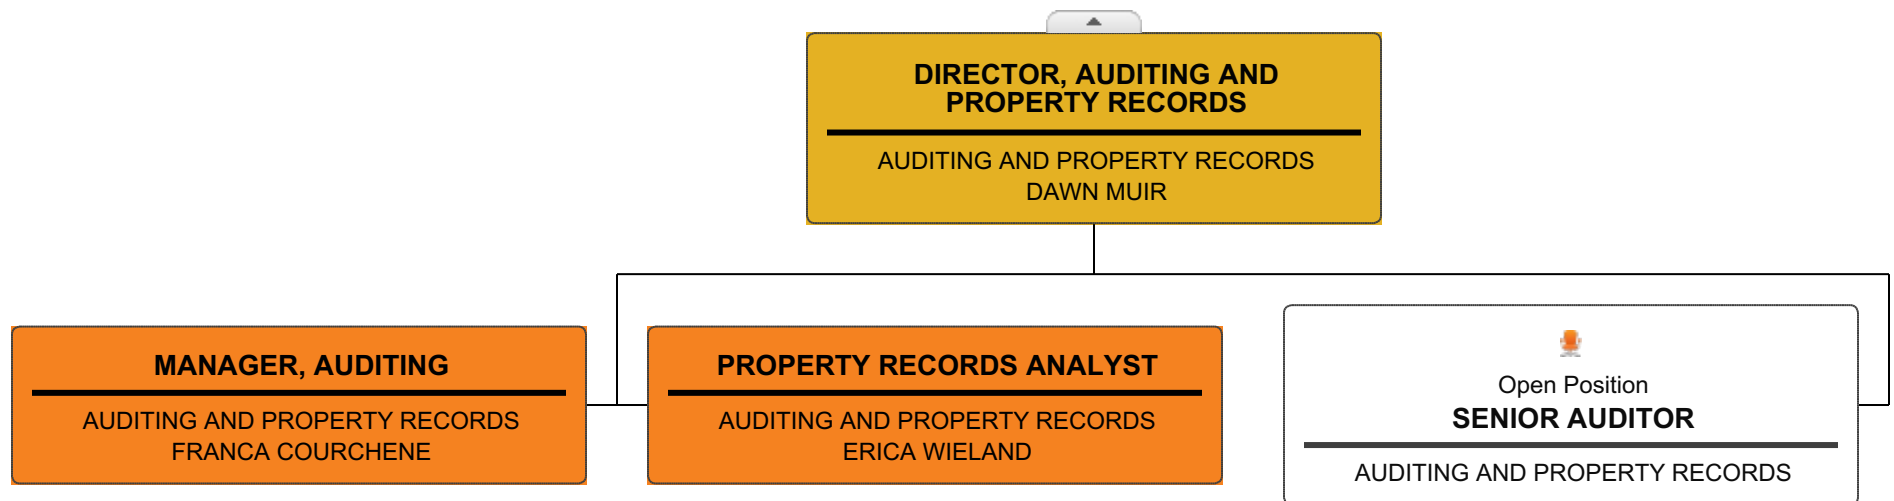 DIRECTOR, AUDITING AND
PROPERTY RECORDS
AUDITING AND PROPERTY RECORDS
DAWN MUIR
MANAGER, AUDITING
AUDITING AND PROPERTY RECORDS
FRANCA COURCHENE
PROPERTY RECORDS ANALYST
AUDITING AND PROPERTY RECORDS
ERICA WIELAND
Open Position
SENIOR AUDITOR
AUDITING AND PROPERTY RECORDS